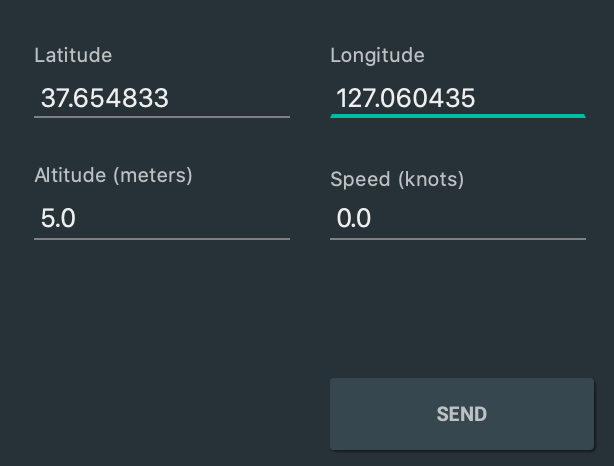 Latitude
Longitude
37.654833
127.060435
Altitude (meters)
Speed (knots)
5.0
0.0
SEND